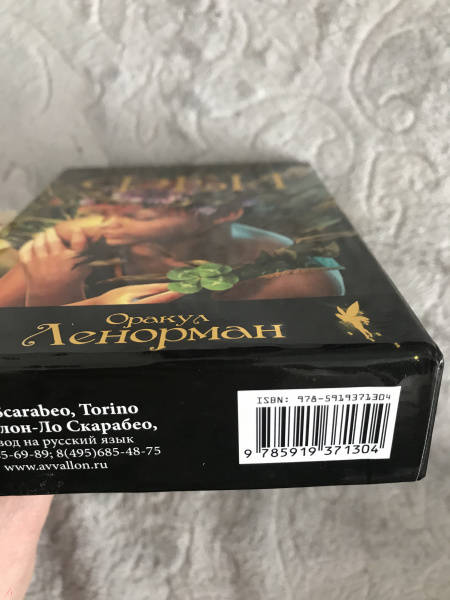 Оракул
Ленорман
Scarabeo, Torino
лон-Ло Скарабео,
вод на русский язык
5-69-89; 8(495)685-48-75
www.avvallon.ru
ISBN: 978-5919371304
9 785919 371304